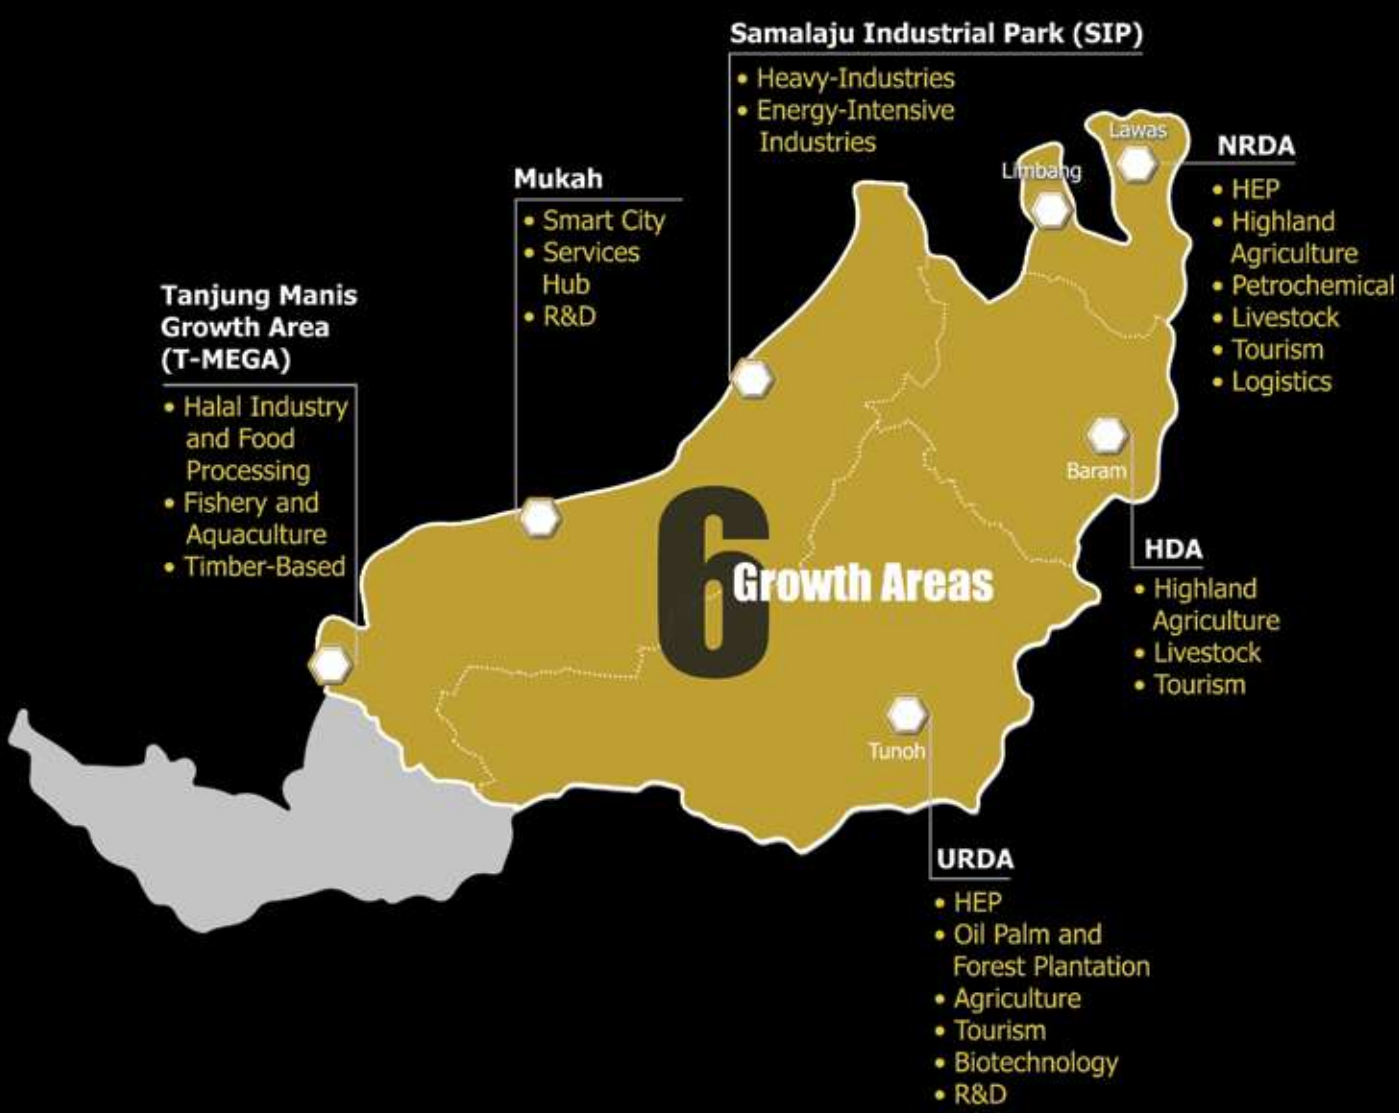 Samalaju Industrial Park (SIP)
• Heavy-Industries
• Energy-Intensive
Industries
Mukah
• Smart City
• Services
Hub
• R&D
Tanjung Manis
Growth Area
(T-MEGA)
• Halal Industry
and Food
Processing
• Fishery and
Aquaculture
• Timber-Based
Lawas
Limbang
NRDA
• HEP
• Highland
Agriculture
• Petrochemical
• Livestock
• Tourism
• Logistics
Baram
HDA
• Highland
Agriculture
• Livestock
• Tourism
6
Growth Areas
Tunoh
URDA
• HEP
• Oil Palm and
Forest Plantation
• Agriculture
• Tourism
• Biotechnology
• R&D